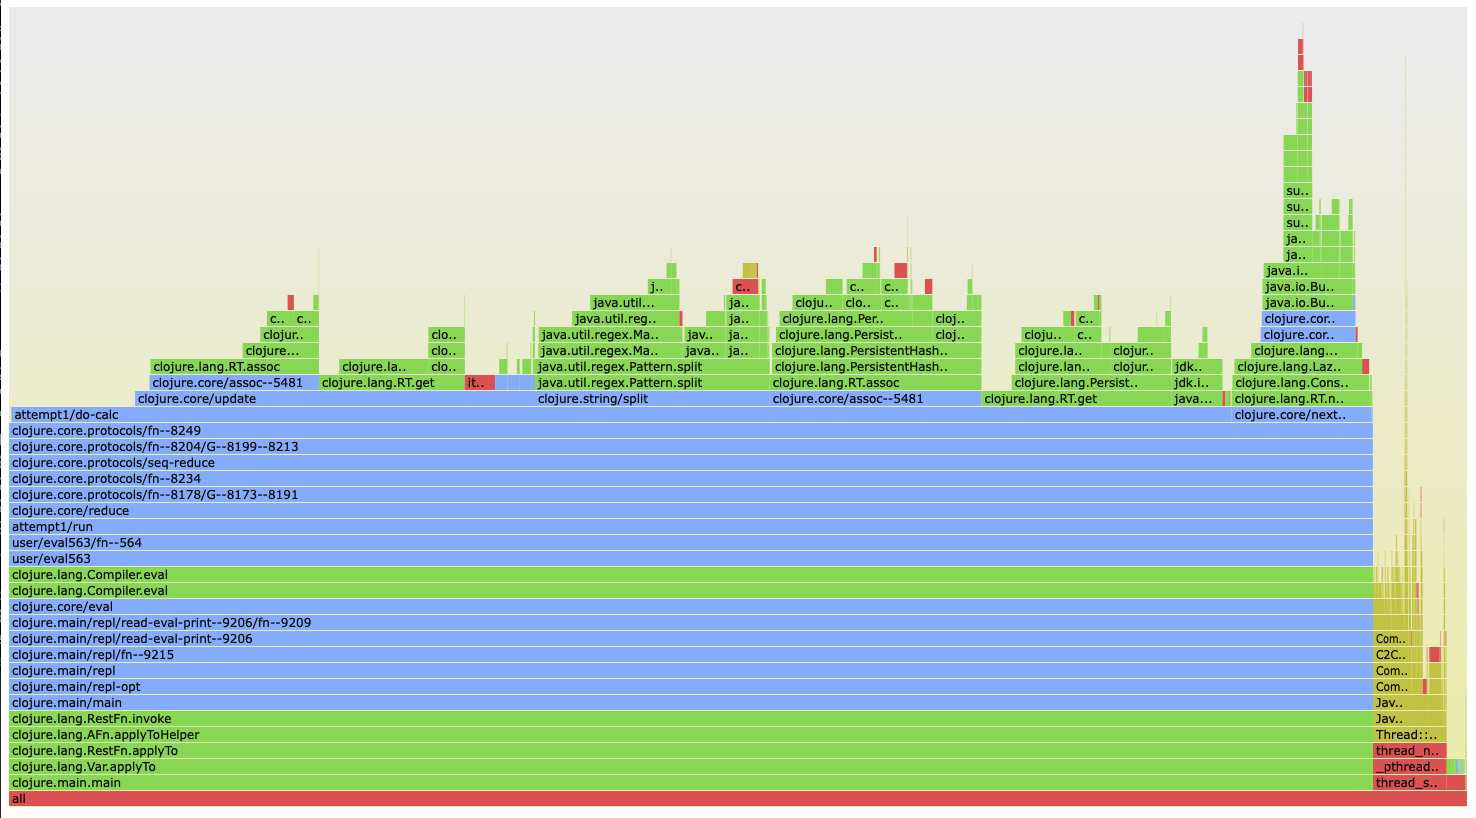 su..
su..
su..
ja..
ja..
java.i..
j.. c.. c.. c.. java.io.Bu..
java.util... ja.. cloju.. clo.. c.. java.io.Bu..
c.. c.. java.util.reg.. ja.. clojure.lang.Per.. cloj.. c.. clojure.cor..
clojur.. clo.. java.util.regex.Ma.. jav.. ja.. clojure.lang.Persist.. cloj.. cloju.. c.. clojure.cor..
clojure... clo.. java.util.regex.Ma.. java.. ja.. clojure.lang.PersistentHash.. clojure.la.. clojur.. clojure.lang...
clojure.lang.RT.assoc clojure.la.. clo.. java.util.regex.Pattern.split clojure.lang.PersistentHash.. clojure.lan.. clojur.. jdk.. clojure.lang.Laz..
clojure.core/assoc--5481 clojure.lang.RT.get it.. java.util.regex.Pattern.split clojure.lang.RT.assoc clojure.lang.Persist.. jdk.i.. clojure.lang.Cons..
clojure.core/update clojure.string/split clojure.core/assoc--5481 clojure.lang.RT.get java... clojure.lang.RT.n..
attempt1/do-calc clojure.core/next..
clojure.core.protocols/fn--8249
clojure.core.protocols/fn--8204/G--8199--8213
clojure.core.protocols/seq-reduce
clojure.core.protocols/fn--8234
clojure.core.protocols/fn--8178/G--8173--8191
clojure.core/reduce
attempt1/run
user/eval563/fn--564
user/eval563
clojure.lang.Compiler.eval
clojure.lang.Compiler.eval
clojure.core/eval
clojure.main/repl/read-eval-print--9206/fn--9209
clojure.main/repl/read-eval-print--9206 Com..
clojure.main/repl/fn--9215 C2C..
clojure.main/repl Com..
clojure.main/repl-opt Com..
clojure.main/main Jav..
clojure.lang.RestFn.invoke Jav..
clojure.lang.AFn.applyToHelper Thread::..
clojure.lang.RestFn.applyTo thread_n..
clojure.lang.Var.applyTo _pthread..
clojure.main.main thread_s..
all